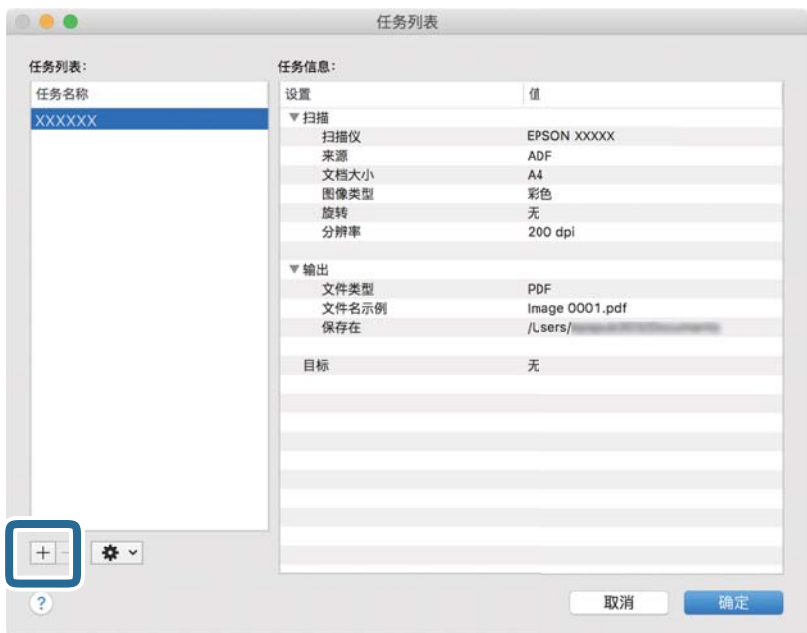 任务列表
任务列表：
任务名称
XXXXXX
任务信息：
设置 值
▼扫描
扫描仪 EPSON XXXXX
来源 ADF
文档大小 A4
图像类型 彩色
旋转 无
分辨率 200 dpi
▼输出
文件类型 PDF
文件名示例 Image 0001.pdf
保存在 /Users/
目标 无
+ -
?
取消 确定